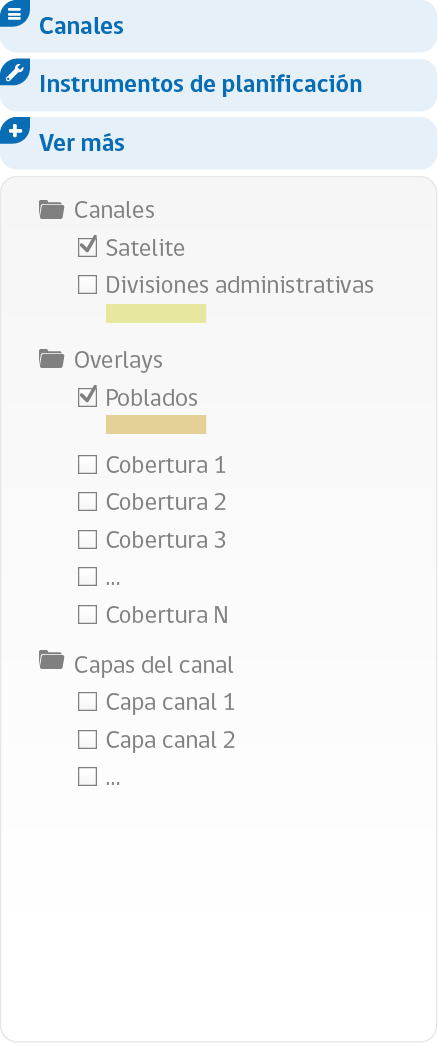 Canales
Instrumentos de planificación
Ver más
Canales
Satelite
Divisiones administrativas
Overlays
Poblados
Cobertura 1
Cobertura 2
Cobertura 3
...
Cobertura N
Capas del canal
Capa canal 1
Capa canal 2
...